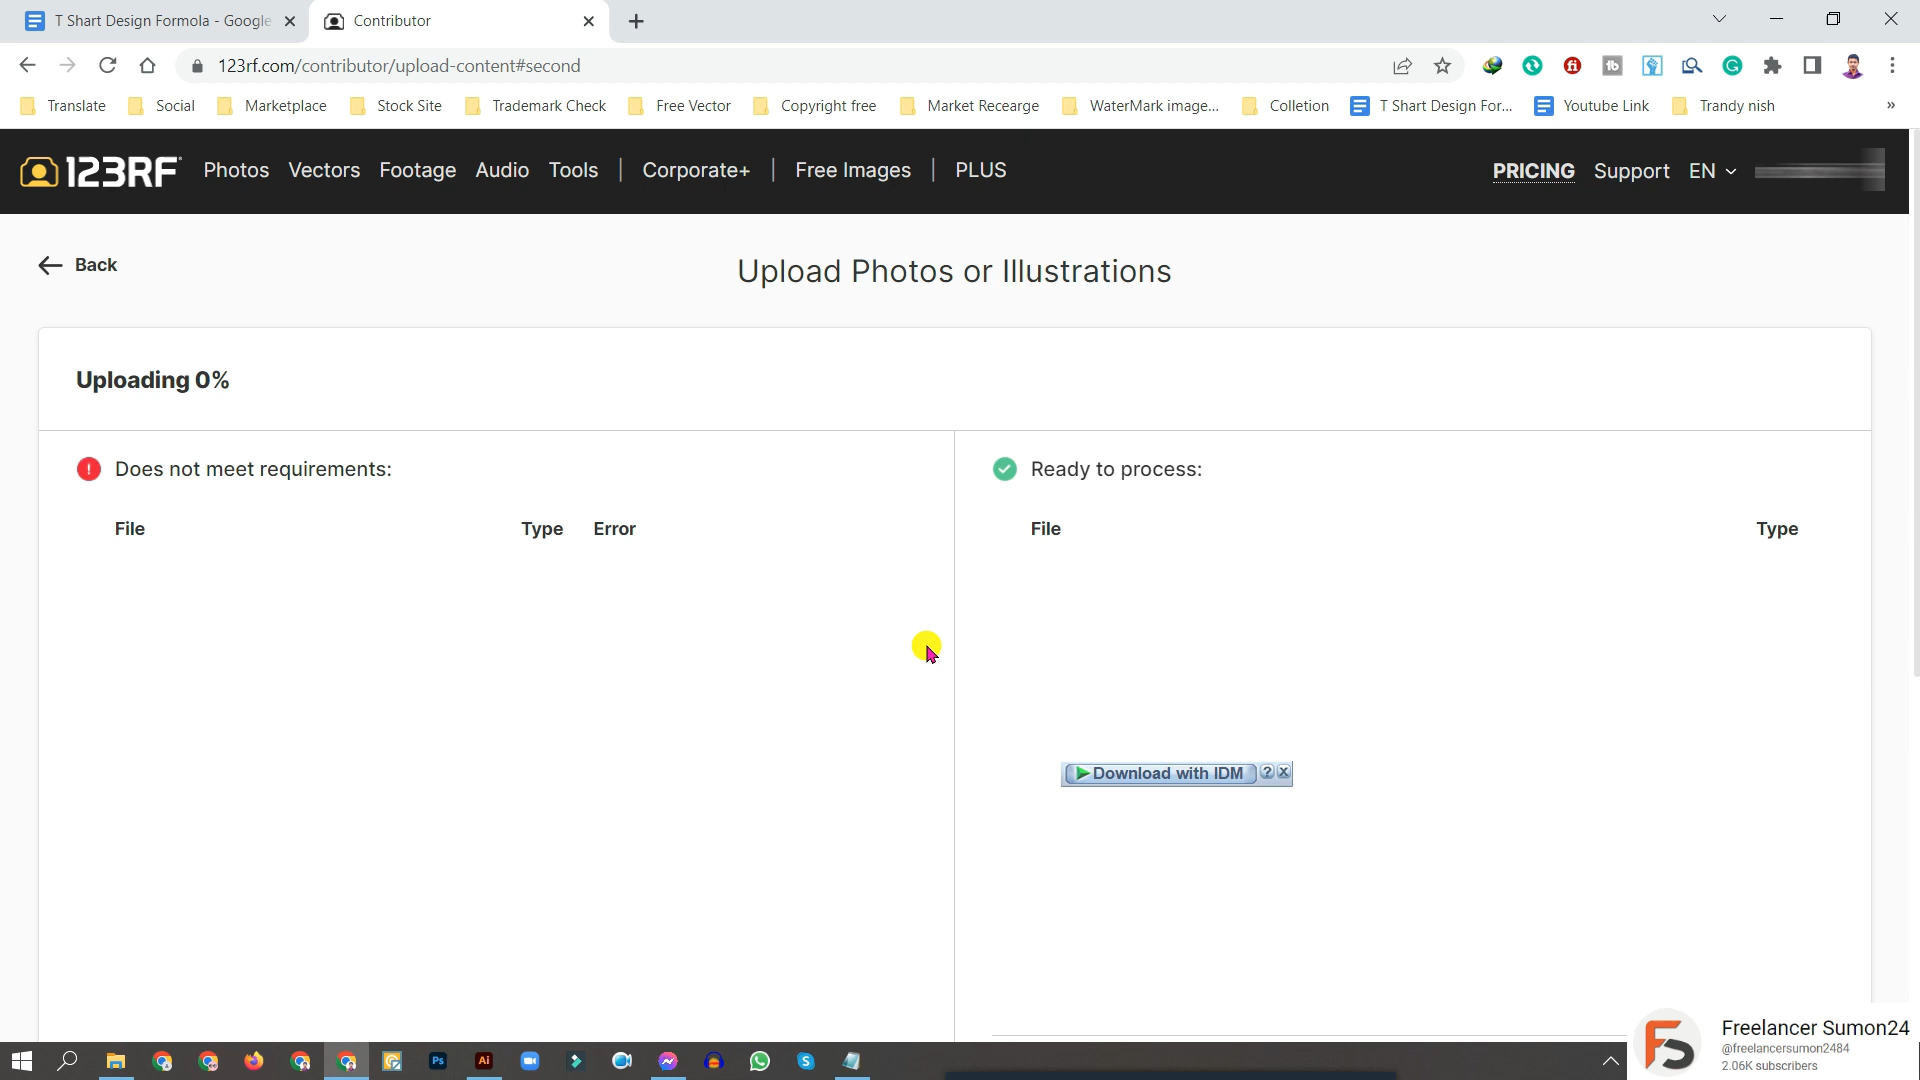 T Shart Design Formola - Google
Contributor
123rf.com/contributor/upload-content#second
Translate
Social
Marketplace
Stock Site
Trademark Check
Free Vector
Copyright free
Market Recearge
WaterMark image...
Colletion
T Shart Design For...
Youtube Link
Trandy nish
»
123RF
Photos
Vectors
Footage
Audio
Tools
Corporate+
Free Images
PLUS
PRICING
Support
EN
Back
Upload Photos or Illustrations
Uploading 0%
Does not meet requirements:
File Type Error
Ready to process:
File Type
Download with IDM
Freelancer Sumon24
@freelancersumon2484
2.06K subscribers